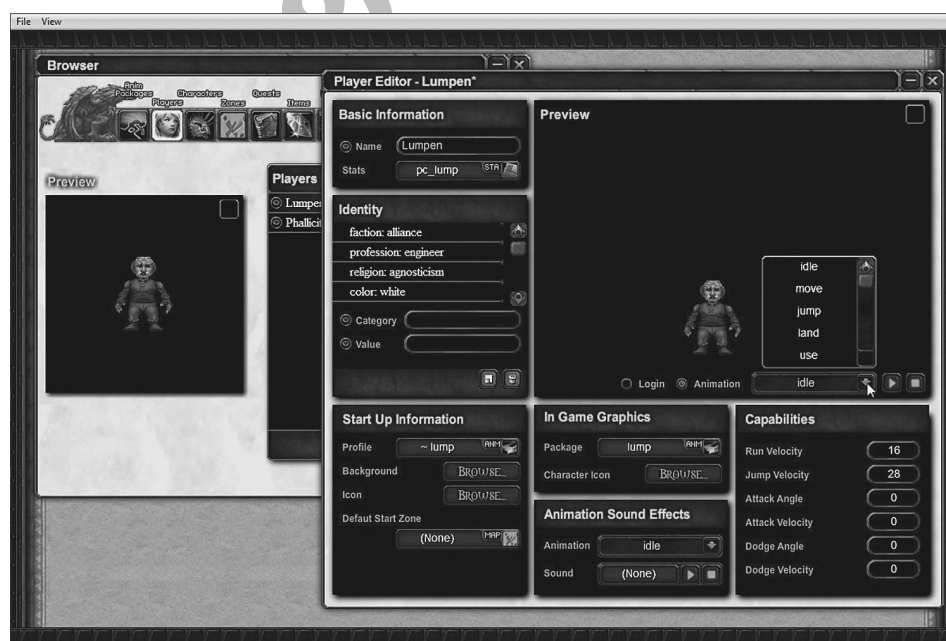 File View
Browser
Anim Packages
Players
Characters
Zones
Quests
Items
Preview
Players
Lumpe
Phallici
Player Editor - Lumpen*
Basic Information
Name Lumpen
Stats pc_lump STA
Identity
faction: alliance
profession: engineer
religion: agnosticism
color: white
Category
Value
Preview
idle
move
jump
land
use
Login Animation idle
Start Up Information
Profile ~ lump ANM
Background BROWSE...
Icon BROWSE...
Defaut Start Zone
(None) MAP
In Game Graphics
Package lump ANM
Character Icon BROWSE...
Animation Sound Effects
Animation idle
Sound (None)
Capabilities
Run Velocity 16
Jump Velocity 28
Attack Angle 0
Attack Velocity 0
Dodge Angle 0
Dodge Velocity 0